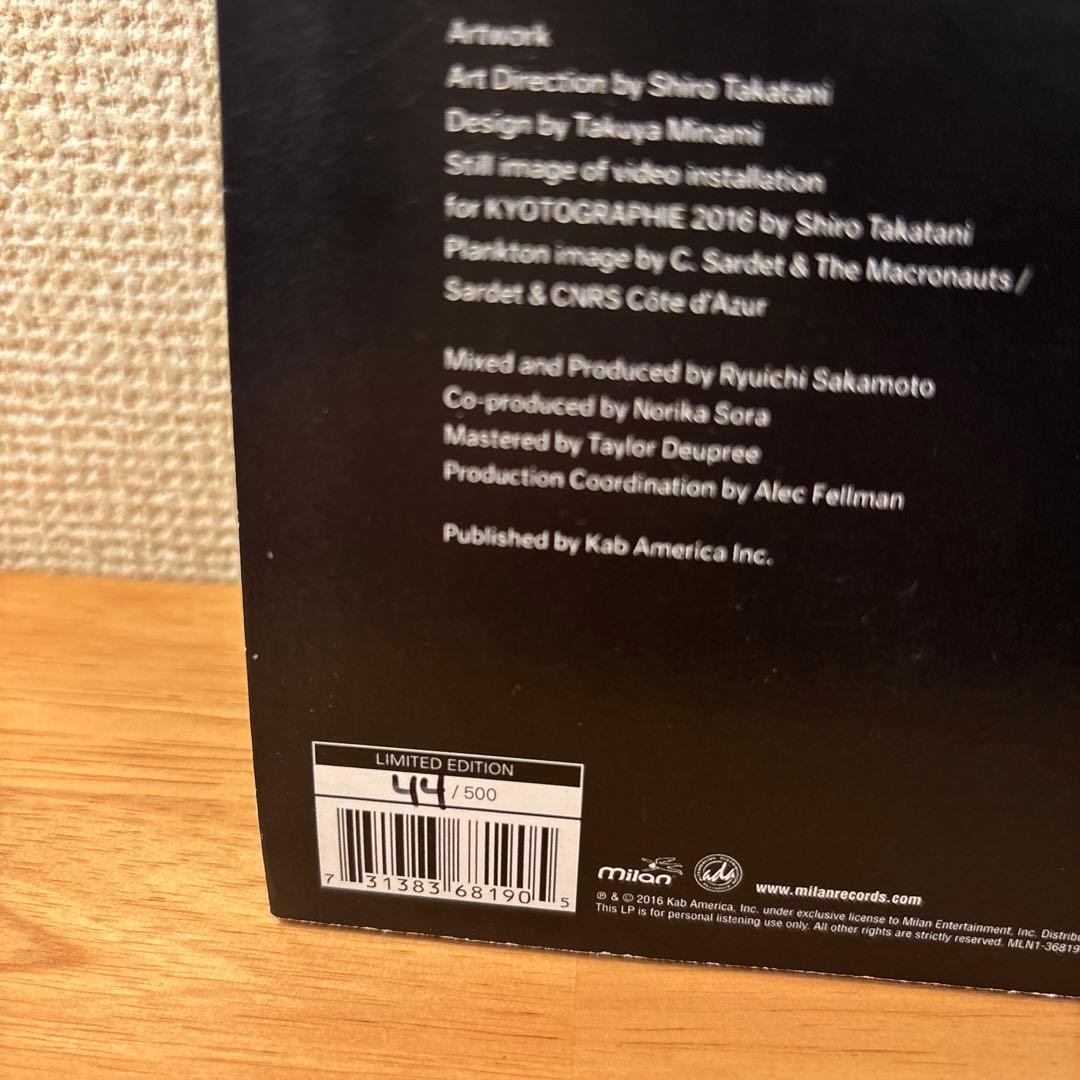 Artwork
Art Direction by Shiro Takatani
Design by Takuya Minami
Still image of video installation
for KYOTOGRAPHIE 2016 by Shiro Takatani
Plankton image by C. Sardet & The Macronauts /
Sardet & CNRS Côte d'Azur
Mixed and Produced by Ryuichi Sakamoto
Co-produced by Norika Sora
Mastered by Taylor Deupree
Production Coordination by Alec Fellman
Published by Kab America Inc.
LIMITED EDITION
44 / 500
7 31383 68190 5
milan ada www.milanrecords.com
℗ & © 2016 Kab America, Inc. under exclusive license to Milan Entertainment, Inc. Distribu
This LP is for personal listening use only. All other rights are strictly reserved. MLN1-36819